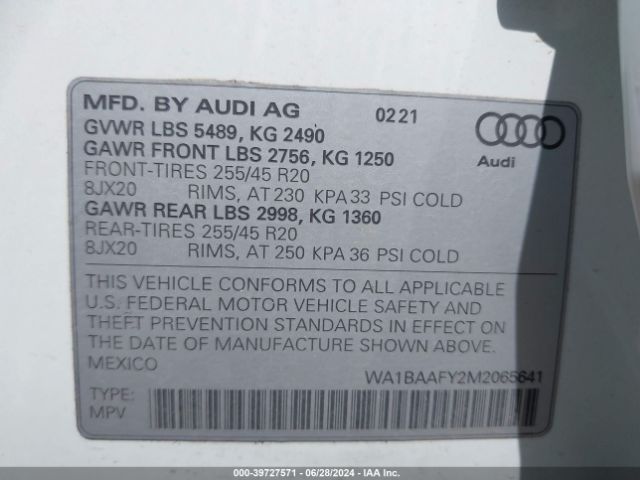 MFD. BY AUDI AG 0221
GVWR LBS 5489, KG 2490
GAWR FRONT LBS 2756, KG 1250
FRONT-TIRES 255/45 R20
8JX20 RIMS, AT 230 KPA 33 PSI COLD
GAWR REAR LBS 2998, KG 1360
REAR-TIRES 255/45 R20
8JX20 RIMS, AT 250 KPA 36 PSI COLD
Audi
THIS VEHICLE CONFORMS TO ALL APPLICABLE
U.S. FEDERAL MOTOR VEHICLE SAFETY AND
THEFT PREVENTION STANDARDS IN EFFECT ON
THE DATE OF MANUFACTURE SHOWN ABOVE.
MEXICO
WA1BAAFY2M2065641
TYPE:
MPV
000-39727571 - 06/28/2024 - IAA Inc.